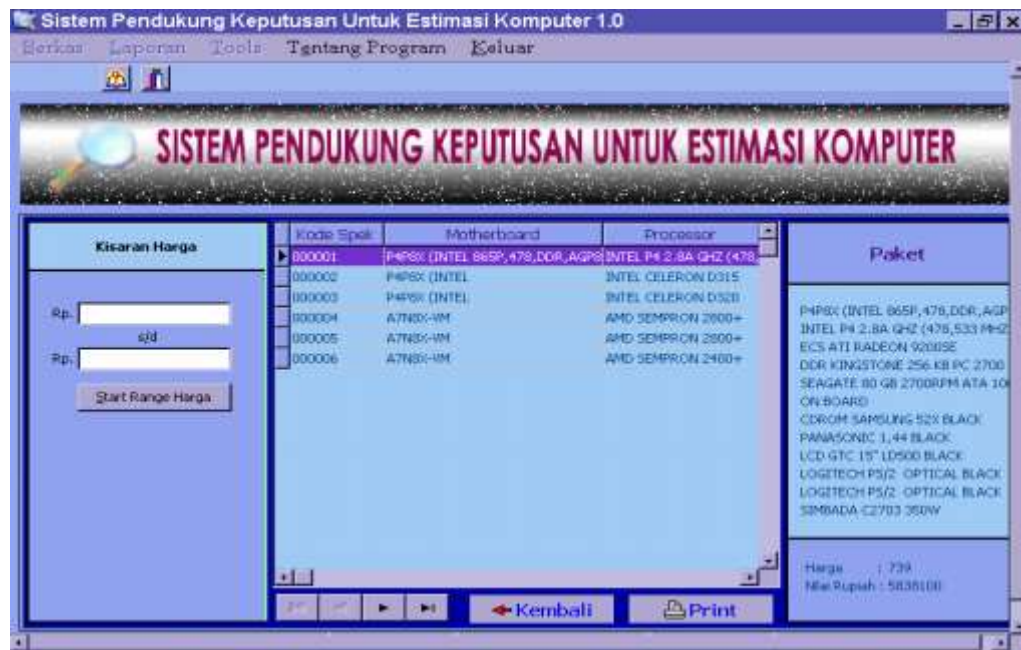 Sistem Pendukung Keputusan Untuk Estimasi Komputer 1.0
Berkas Laporan Tools Tentang Program Keluar
SISTEM PENDUKUNG KEPUTUSAN UNTUK ESTIMASI KOMPUTER
Kisaran Harga
Rp.
s/d
Rp.
Start Range Harga
Kode Spek Motherboard Processor
000001 P4P8X (INTEL 865P,478,DDR,AGP8 INTEL P4 2.8A GHZ (478,
000002 P4P8X (INTEL INTEL CELERON D315
000003 P4P8X (INTEL INTEL CELERON D320
000004 A7N8X-VM AMD SEMPRON 2800+
000005 A7N8X-VM AMD SEMPRON 2800+
000006 A7N8X-VM AMD SEMPRON 2400+
Kembali Print
Paket
P4P8X (INTEL 865P,478,DDR,AGP
INTEL P4 2.8A GHZ (478,533 MHZ
ECS ATI RADEON 9200SE
DDR KINGSTONE 256 KB PC 2700
SEAGATE 80 GB 2700RPM ATA 10
ON BOARD
CDROM SAMSUNG 52X BLACK
PANASONIC 1,44 BLACK
LCD GTC 15" LD500 BLACK
LOGITECH PS/2 OPTICAL BLACK
LOGITECH PS/2 OPTICAL BLACK
SIMBADA C2703 350W
Harga : 739
Nilai Rupiah : 5838100